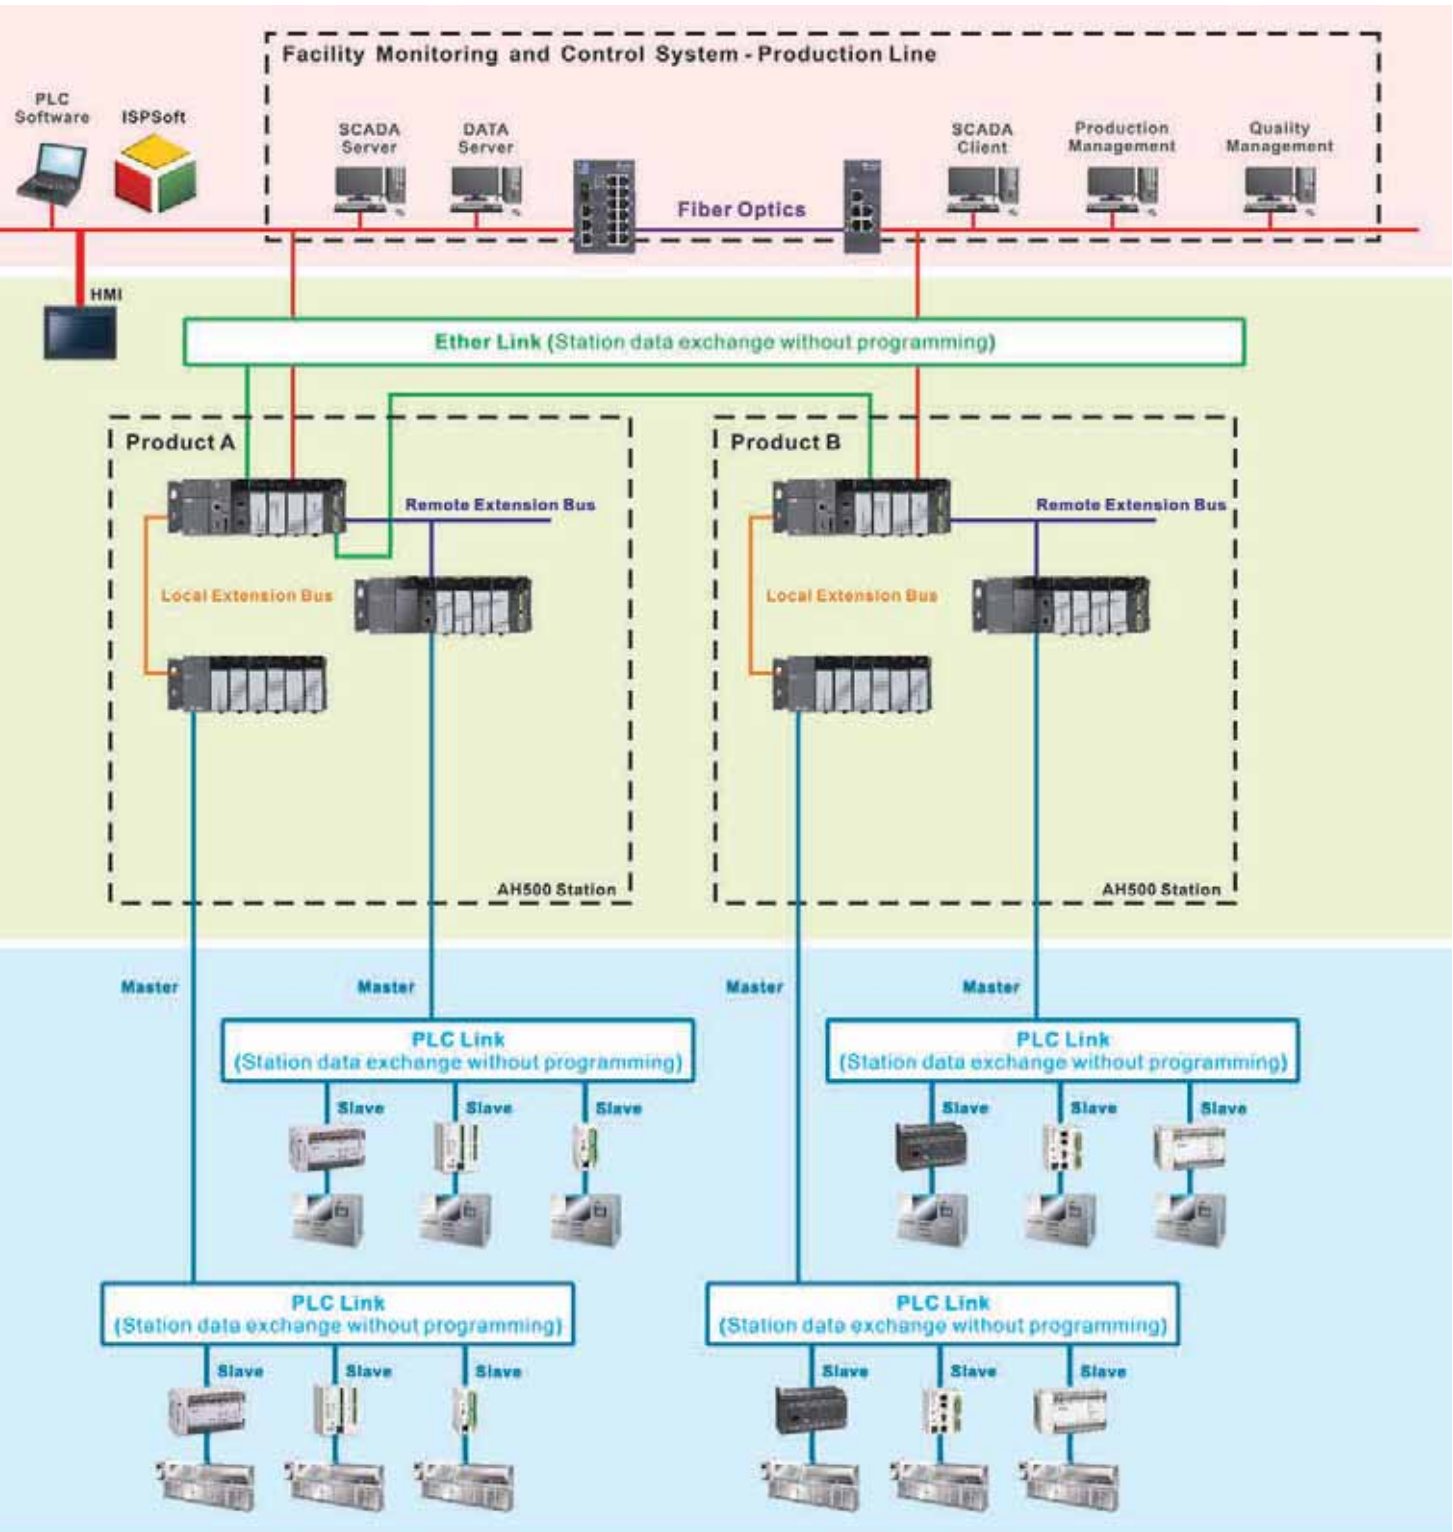 Facility Monitoring and Control System - Production Line
PLC
Software
ISPSoft
SCADA
Server
DATA
Server
SCADA
Client
Production
Management
Quality
Management
Fiber Optics
HMI
Ether Link (Station data exchange without programming)
Product A
Product B
Remote Extension Bus
Remote Extension Bus
Local Extension Bus
Local Extension Bus
AH500 Station
AH500 Station
Master
Master
Master
Master
PLC Link
(Station data exchange without programming)
PLC Link
(Station data exchange without programming)
Slave
Slave
Slave
Slave
Slave
Slave
PLC Link
(Station data exchange without programming)
PLC Link
(Station data exchange without programming)
Slave
Slave
Slave
Slave
Slave
Slave